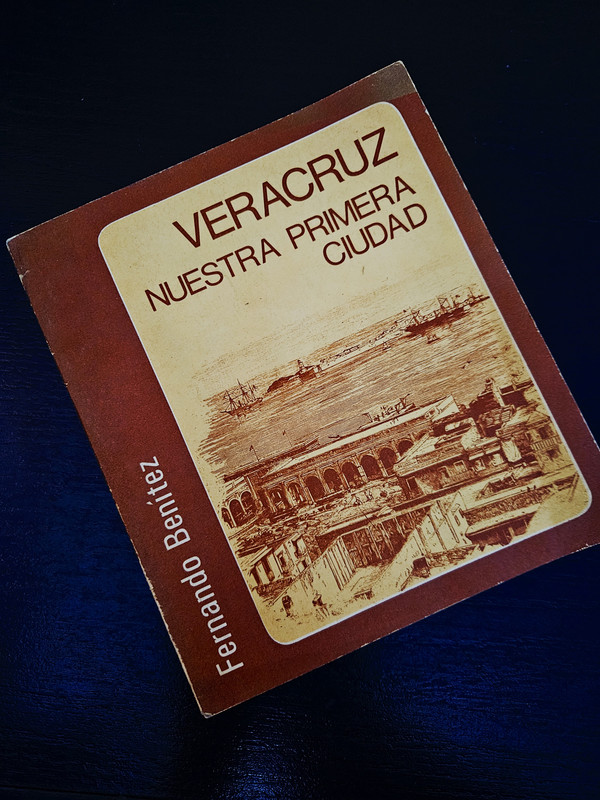 VERACRUZ
NUESTRA PRIMERA
CIUDAD
Fernando Benítez